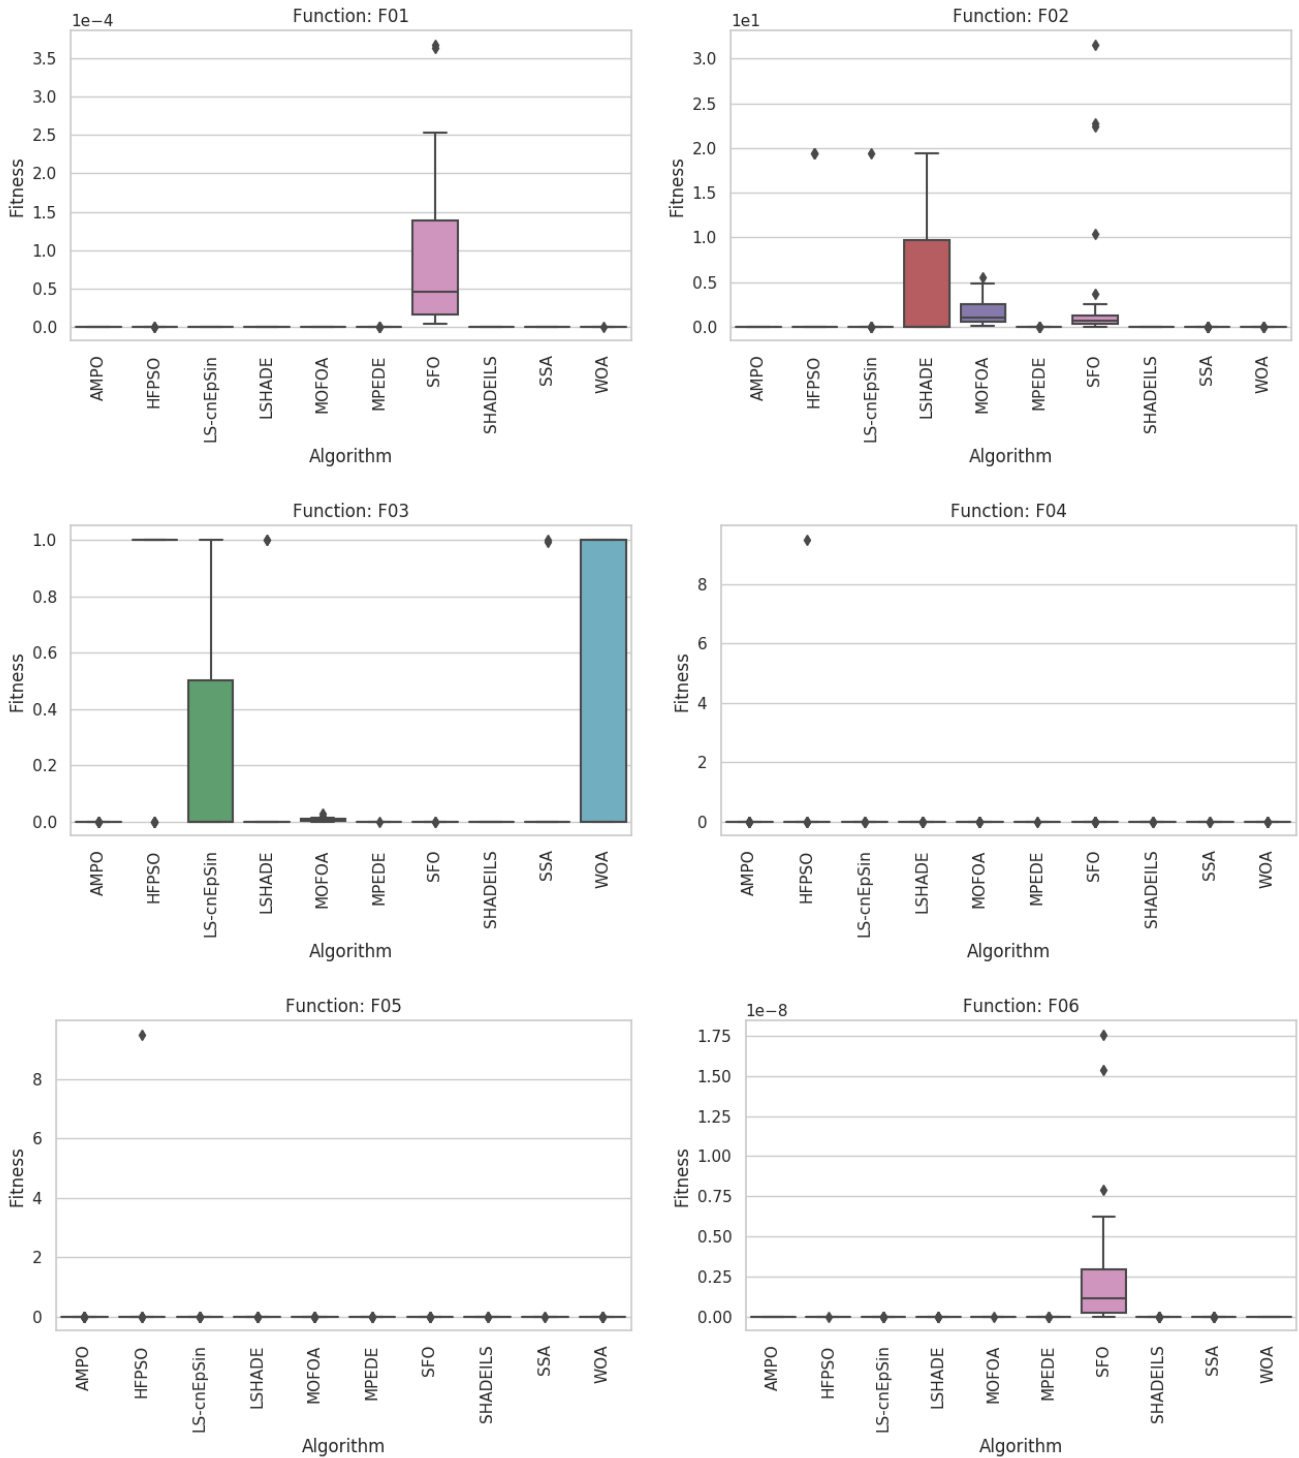 Function: F01
1e−4
Fitness
3.5
3.0
2.5
2.0
1.5
1.0
0.5
0.0
AMPO
HFPSO
LS-cnEpSin
LSHADE
MOFOA
MPEDE
SFO
SHADEILS
SSA
WOA
Algorithm
Function: F02
1e1
Fitness
3.0
2.5
2.0
1.5
1.0
0.5
0.0
AMPO
HFPSO
LS-cnEpSin
LSHADE
MOFOA
MPEDE
SFO
SHADEILS
SSA
WOA
Algorithm
Function: F03
Fitness
1.0
0.8
0.6
0.4
0.2
0.0
AMPO
HFPSO
LS-cnEpSin
LSHADE
MOFOA
MPEDE
SFO
SHADEILS
SSA
WOA
Algorithm
Function: F04
Fitness
8
6
4
2
0
AMPO
HFPSO
LS-cnEpSin
LSHADE
MOFOA
MPEDE
SFO
SHADEILS
SSA
WOA
Algorithm
Function: F05
Fitness
8
6
4
2
0
AMPO
HFPSO
LS-cnEpSin
LSHADE
MOFOA
MPEDE
SFO
SHADEILS
SSA
WOA
Algorithm
Function: F06
1e−8
Fitness
1.75
1.50
1.25
1.00
0.75
0.50
0.25
0.00
AMPO
HFPSO
LS-cnEpSin
LSHADE
MOFOA
MPEDE
SFO
SHADEILS
SSA
WOA
Algorithm